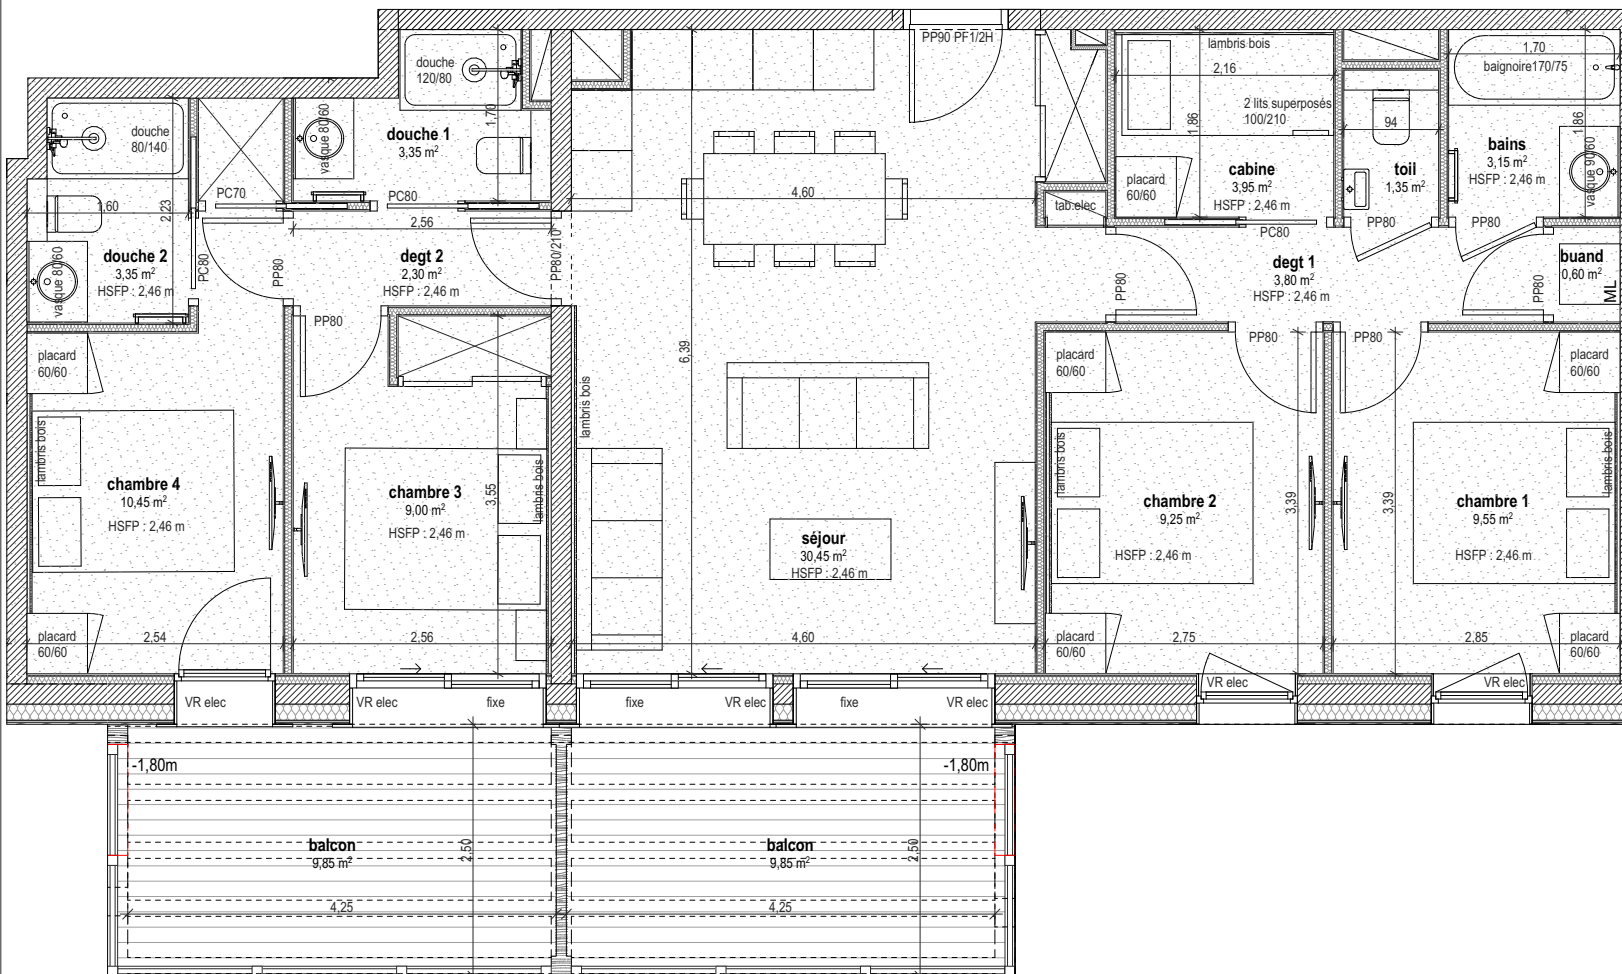 PP90 PF1/2H
lambris bois
2,16
2 lits superposés
100/210
1,86
placard
60/60
cabine
3,95 m²
HSFP : 2,46 m
94
toil
1,35 m²
1,70
baignoire170/75
1,86
bains
3,15 m²
HSFP : 2,46 m
vasque 90/60
douche
120/80
1,70
vasque 80/60
douche 1
3,35 m²
douche
80/140
PC70
PC80
1,60
2,23
2,56
douche 2
3,35 m²
HSFP : 2,46 m
vasque 80/60
PC80
PP80
degt 2
2,30 m²
HSFP : 2,46 m
PP80/210
PP80
4,60
tab.elec
PC80
PP80
PP80
degt 1
3,80 m²
HSFP : 2,46 m
PP80
PP80
buand
0,60 m²
ML
PP80
PP80
placard
60/60
lambris bois
chambre 4
10,45 m²
HSFP : 2,46 m
placard
60/60
2,54
chambre 3
9,00 m²
HSFP : 2,46 m
3,55
lambris bois
2,56
lambris bois
6,39
séjour
30,45 m²
HSFP : 2,46 m
4,60
placard
60/60
lambris bois
chambre 2
9,25 m²
HSFP : 2,46 m
3,39
placard
60/60
2,75
placard
60/60
3,39
chambre 1
9,55 m²
HSFP : 2,46 m
lambris bois
placard
60/60
2,85
VR elec
VR elec
fixe
fixe
VR elec
fixe
VR elec
VR elec
VR elec
-1,80m
-1,80m
balcon
9,85 m²
2,50
4,25
balcon
9,85 m²
2,50
4,25